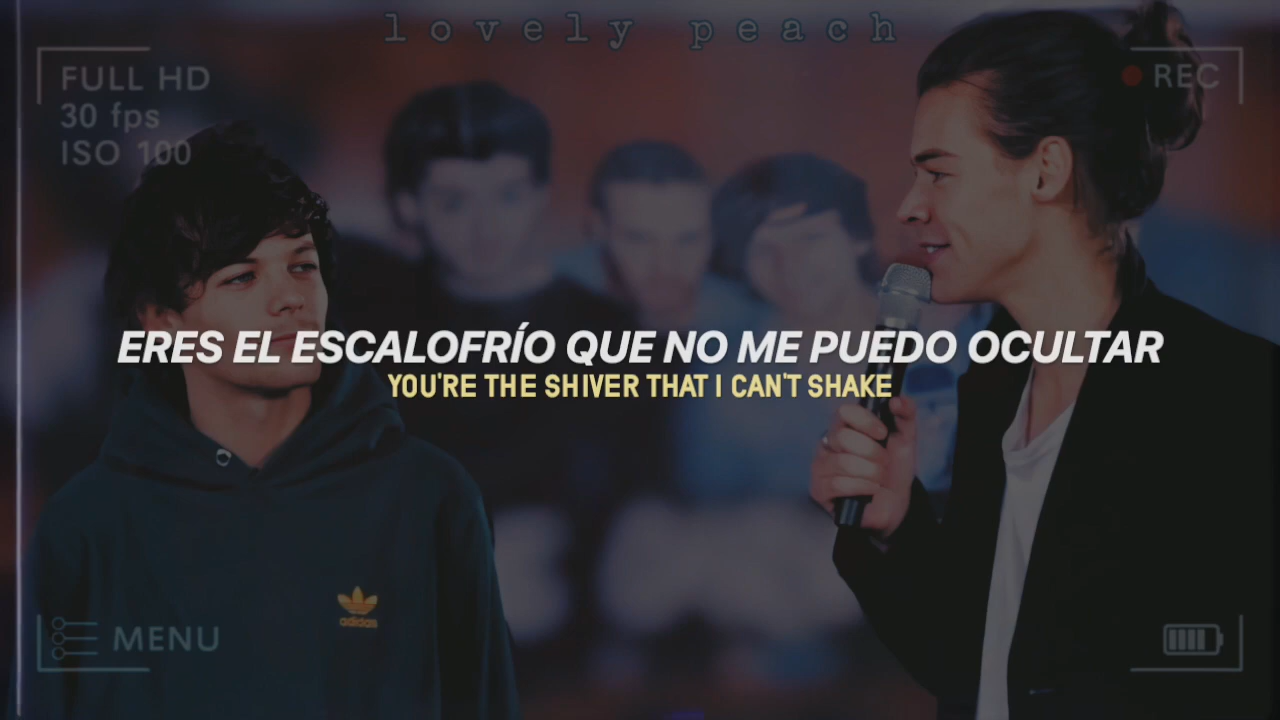 lovely peach
FULL HD
30 fps
ISO 100
REC
ERES EL ESCALOFRÍO QUE NO ME PUEDO OCULTAR
YOU'RE THE SHIVER THAT I CAN'T SHAKE
adidas
MENU